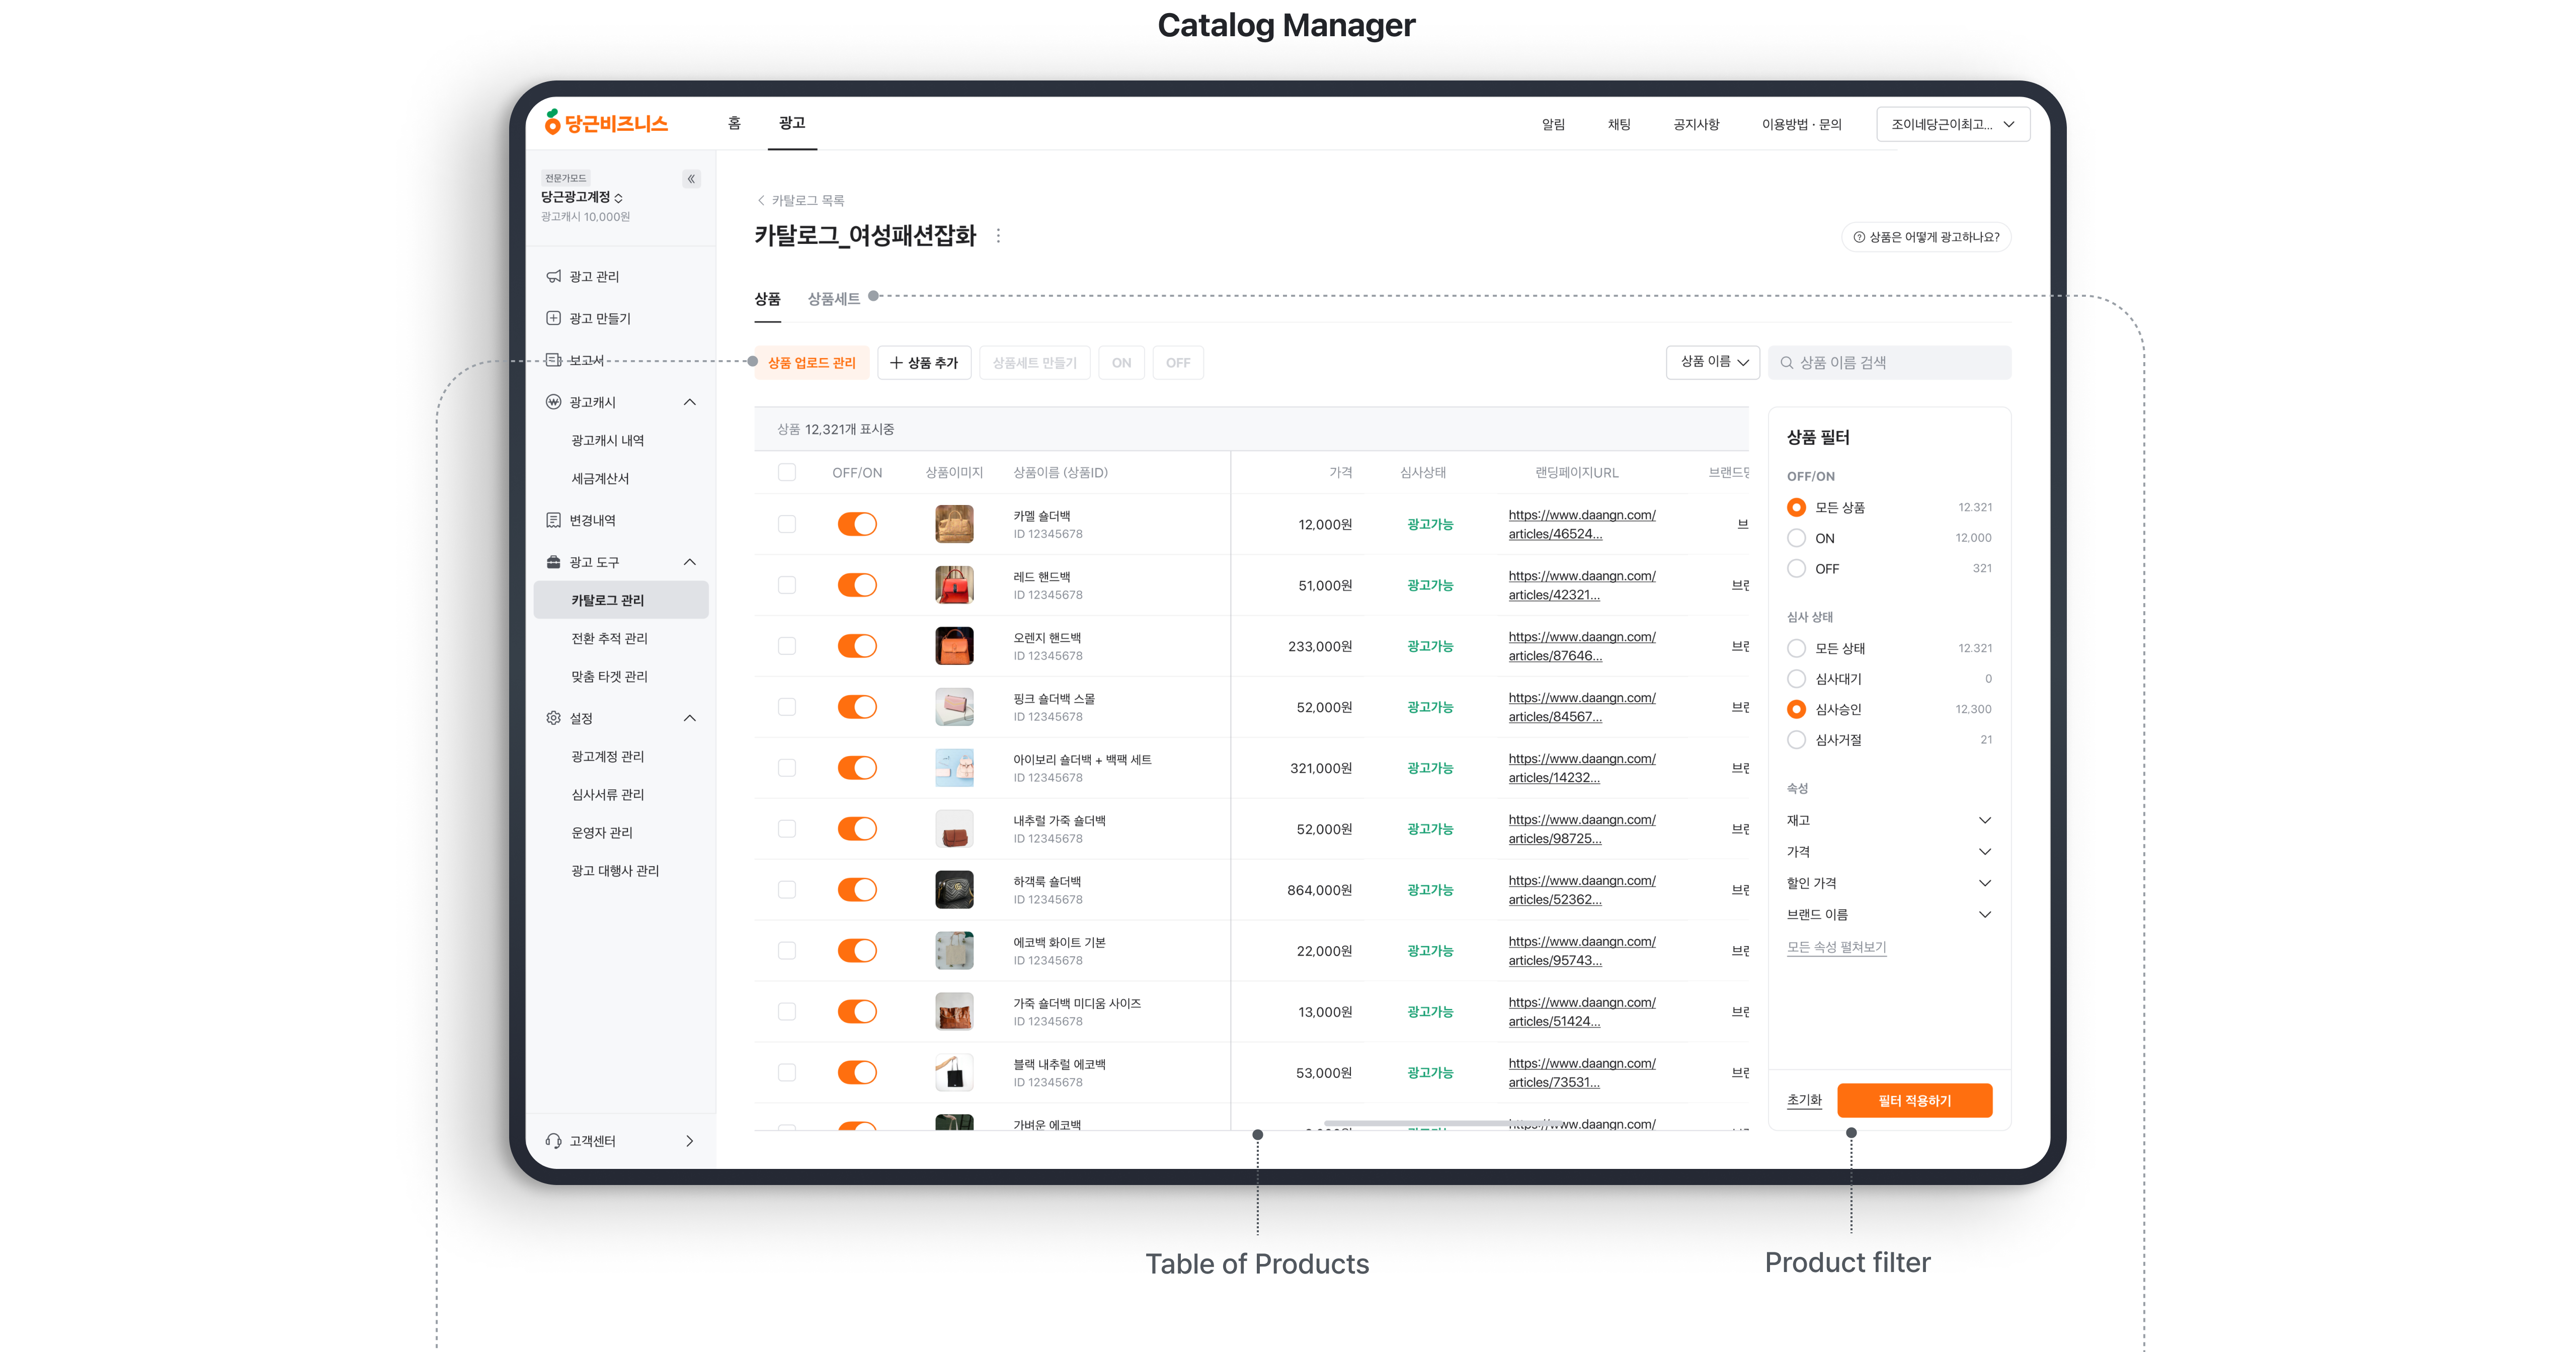 Catalog Manager
당근비즈니스
홈
광고
알림
채팅
공지사항
이용방법 · 문의
조이네당근이최고...
전문가모드
당근광고계정
광고캐시 10,000원
광고 관리
광고 만들기
보고서
광고캐시
광고캐시 내역
세금계산서
변경내역
광고 도구
카탈로그 관리
전환 추적 관리
맞춤 타겟 관리
설정
광고계정 관리
심사서류 관리
운영자 관리
광고 대행사 관리
고객센터
카탈로그 목록
카탈로그_여성패션잡화
상품은 어떻게 광고하나요?
상품
상품세트
상품 업로드 관리
상품 추가
상품세트 만들기
ON
OFF
상품 이름
상품 이름 검색
상품 12,321개 표시중
OFF/ON
상품이미지
상품이름 (상품ID)
가격
심사상태
랜딩페이지URL
브랜드명
카멜 숄더백
ID 12345678
12,000원
광고가능
https://www.daangn.com/
articles/46524...
브
레드 핸드백
ID 12345678
51,000원
광고가능
https://www.daangn.com/
articles/42321...
브랜
오렌지 핸드백
ID 12345678
233,000원
광고가능
https://www.daangn.com/
articles/87646...
브랜
핑크 숄더백 스몰
ID 12345678
52,000원
광고가능
https://www.daangn.com/
articles/84567...
브랜
아이보리 숄더백 + 백팩 세트
ID 12345678
321,000원
광고가능
https://www.daangn.com/
articles/14232...
브랜
내추럴 가죽 숄더백
ID 12345678
52,000원
광고가능
https://www.daangn.com/
articles/98725...
브랜
하객룩 숄더백
ID 12345678
864,000원
광고가능
https://www.daangn.com/
articles/52362...
브랜
에코백 화이트 기본
ID 12345678
22,000원
광고가능
https://www.daangn.com/
articles/95743...
브랜
가죽 숄더백 미디움 사이즈
ID 12345678
13,000원
광고가능
https://www.daangn.com/
articles/51424...
브랜
블랙 내추럴 에코백
ID 12345678
53,000원
광고가능
https://www.daangn.com/
articles/73531...
브랜
가벼운 에코백
https://www.daangn.com/
상품 필터
OFF/ON
모든 상품 12.321
ON 12,000
OFF 321
심사 상태
모든 상태 12.321
심사대기 0
심사승인 12.300
심사거절 21
속성
재고
가격
할인 가격
브랜드 이름
모든 속성 펼쳐보기
초기화
필터 적용하기
Table of Products
Product filter